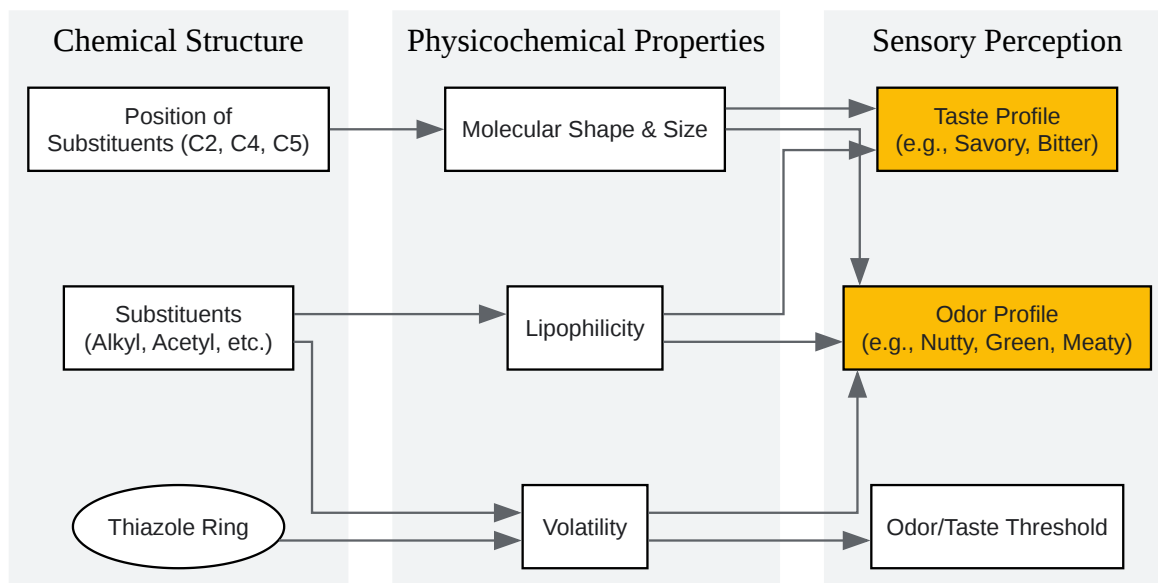 Chemical Structure
Physicochemical Properties
Sensory Perception
Position of
Substituents (C2, C4, C5)
Molecular Shape & Size
Taste Profile
(e.g., Savory, Bitter)
Substituents
(Alkyl, Acetyl, etc.)
Lipophilicity
Odor Profile
(e.g., Nutty, Green, Meaty)
Thiazole Ring
Volatility
Odor/Taste Threshold